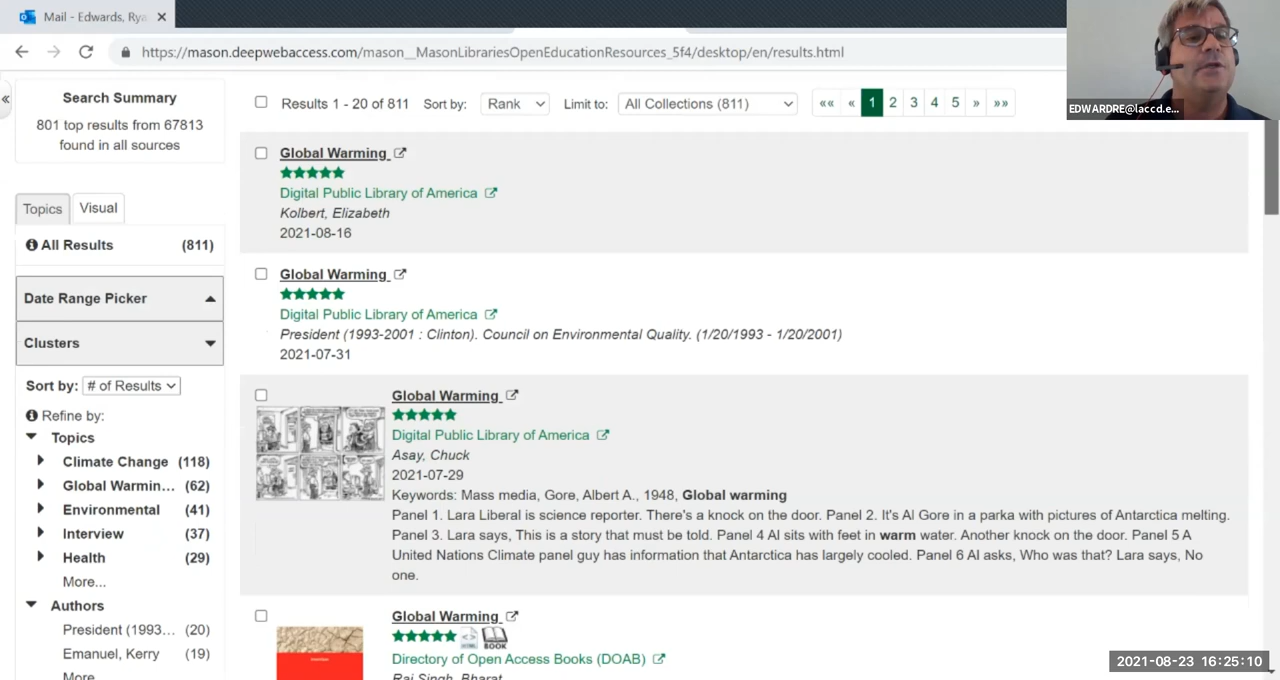 Mail - Edwards, Rya
https://mason.deepwebaccess.com/mason__MasonLibrariesOpenEducationResources_5f4/desktop/en/results.html
EDWARDRE@laccd.e...
Search Summary
801 top results from 67813
found in all sources
Topics
Visual
All Results (811)
Date Range Picker
Clusters
Sort by: # of Results
Refine by:
Topics
Climate Change (118)
Global Warmin... (62)
Environmental (41)
Interview (37)
Health (29)
More...
Authors
President (1993... (20)
Emanuel, Kerry (19)
More
Results 1 - 20 of 811 Sort by: Rank Limit to: All Collections (811) «« « 1 2 3 4 5 » »»
Global Warming
Digital Public Library of America
Kolbert, Elizabeth
2021-08-16
Global Warming
Digital Public Library of America
President (1993-2001 : Clinton). Council on Environmental Quality. (1/20/1993 - 1/20/2001)
2021-07-31
Global Warming
Digital Public Library of America
Asay, Chuck
2021-07-29
Keywords: Mass media, Gore, Albert A., 1948, Global warming
Panel 1. Lara Liberal is science reporter. There's a knock on the door. Panel 2. It's Al Gore in a parka with pictures of Antarctica melting.
Panel 3. Lara says, This is a story that must be told. Panel 4 Al sits with feet in warm water. Another knock on the door. Panel 5 A
United Nations Climate panel guy has information that Antarctica has largely cooled. Panel 6 Al asks, Who was that? Lara says, No
one.
Global Warming
BOOK
Directory of Open Access Books (DOAB)
Raj Singh, Bharat
2021-08-23 16:25:10